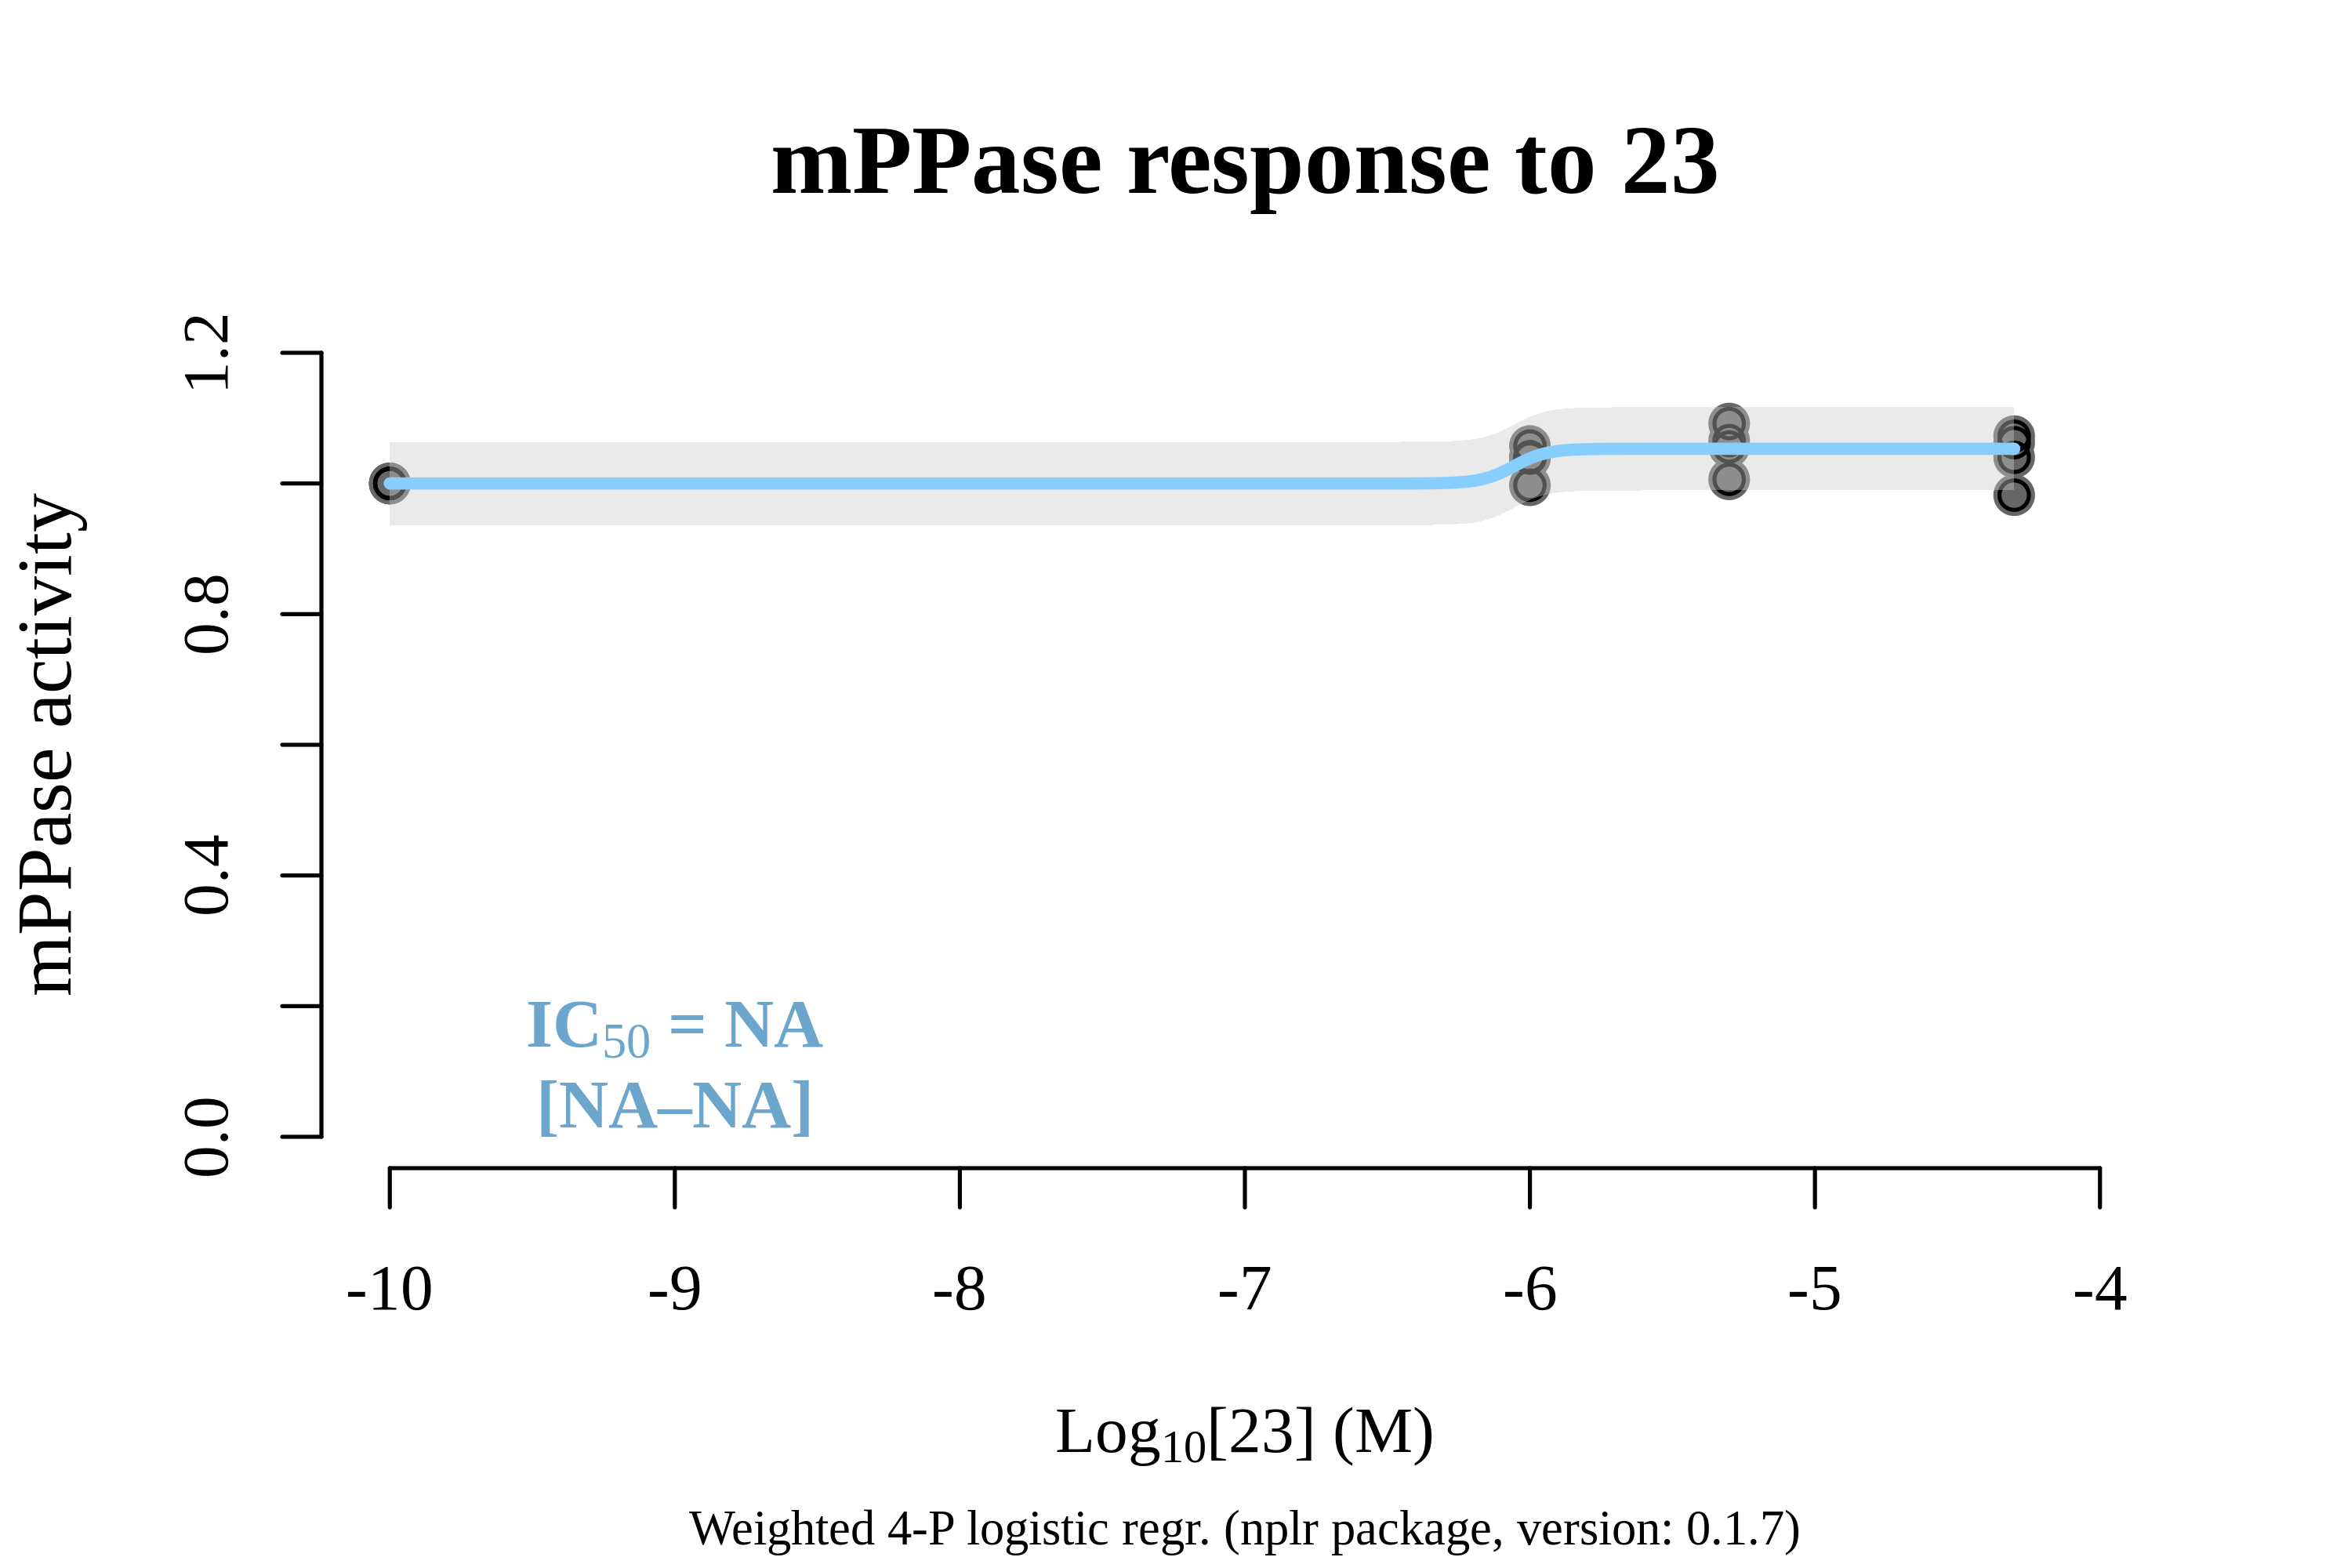 mPPase response to 23
mPPase activity
1.2
0.8
0.4
0.0
IC50 = NA
[NA–NA]
-10 -9 -8 -7 -6 -5 -4
Log10[23] (M)
Weighted 4-P logistic regr. (nplr package, version: 0.1.7)